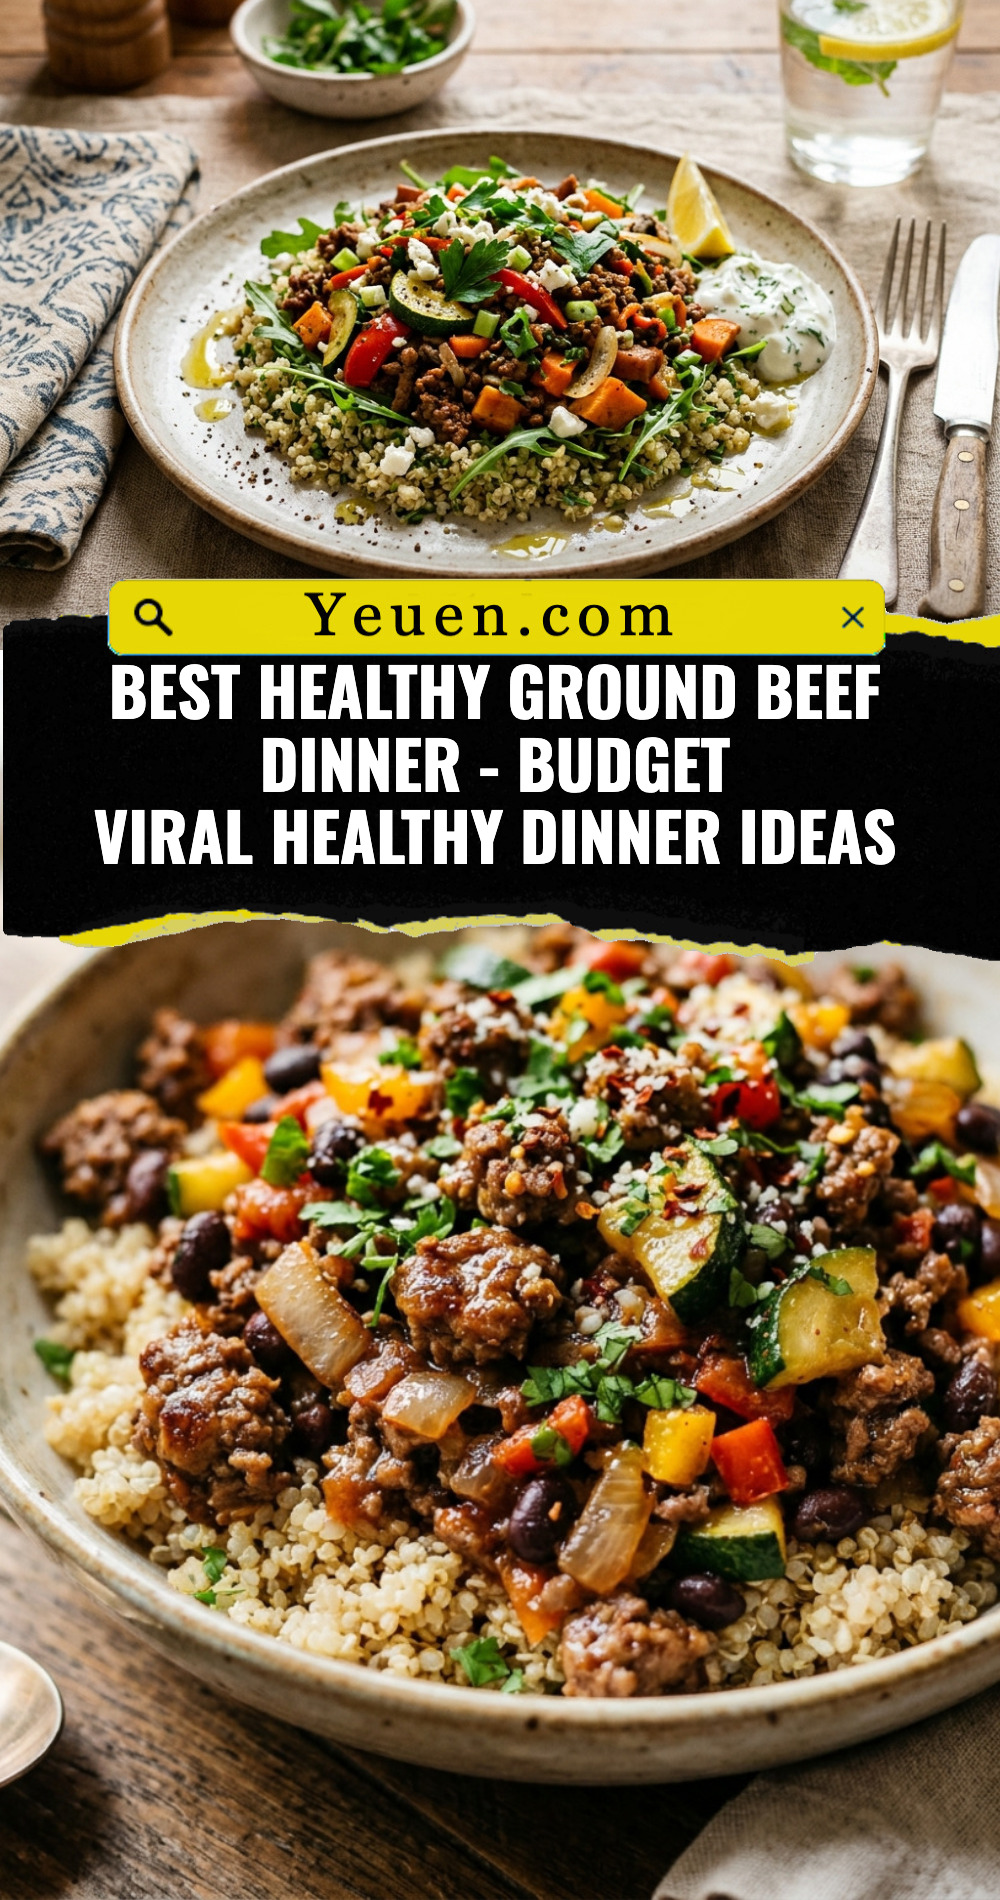 Yeuen.com
BEST HEALTHY GROUND BEEF
DINNER - BUDGET
VIRAL HEALTHY DINNER IDEAS